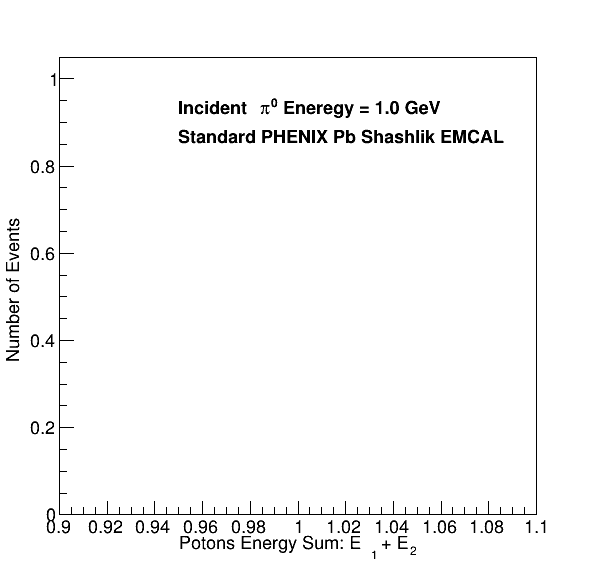 Incident π0 Eneregy = 1.0 GeV
Standard PHENIX Pb Shashlik EMCAL
Number of Events
1
0.8
0.6
0.4
0.2
0
0.9 0.92 0.94 0.96 0.98 1 1.02 1.04 1.06 1.08 1.1
Potons Energy Sum: E 1 + E2